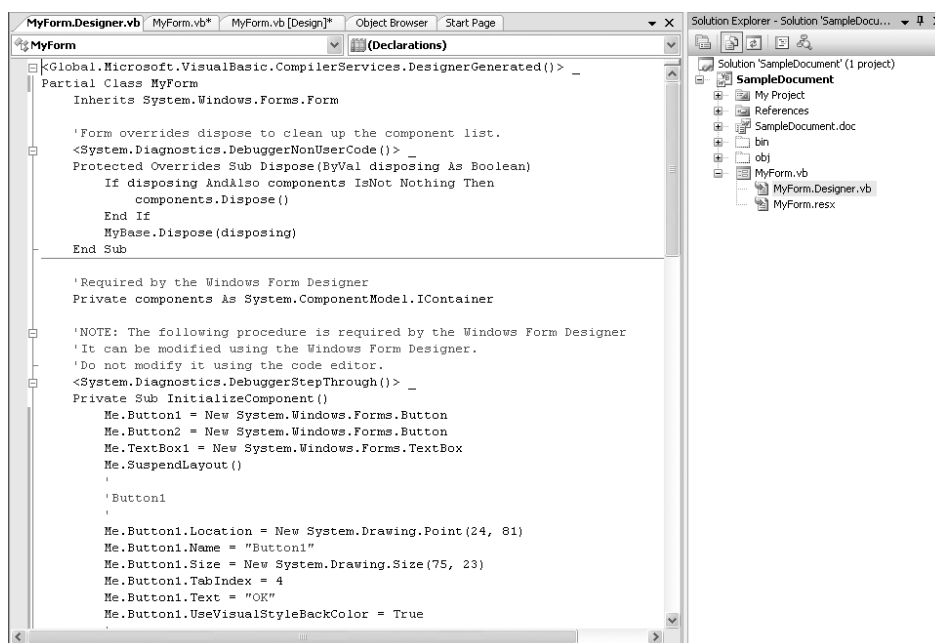 MyForm.Designer.vb MyForm.vb* MyForm.vb [Design]* Object Browser Start Page
MyForm (Declarations)
<Global.Microsoft.VisualBasic.CompilerServices.DesignerGenerated()> _
Partial Class MyForm
Inherits System.Windows.Forms.Form
'Form overrides dispose to clean up the component list.
<System.Diagnostics.DebuggerNonUserCode()> _
Protected Overrides Sub Dispose(ByVal disposing As Boolean)
If disposing AndAlso components IsNot Nothing Then
components.Dispose()
End If
MyBase.Dispose(disposing)
End Sub
'Required by the Windows Form Designer
Private components As System.ComponentModel.IContainer
'NOTE: The following procedure is required by the Windows Form Designer
'It can be modified using the Windows Form Designer.
'Do not modify it using the code editor.
<System.Diagnostics.DebuggerStepThrough()> _
Private Sub InitializeComponent()
Me.Button1 = New System.Windows.Forms.Button
Me.Button2 = New System.Windows.Forms.Button
Me.TextBox1 = New System.Windows.Forms.TextBox
Me.SuspendLayout()
'
'Button1
'
Me.Button1.Location = New System.Drawing.Point(24, 81)
Me.Button1.Name = "Button1"
Me.Button1.Size = New System.Drawing.Size(75, 23)
Me.Button1.TabIndex = 4
Me.Button1.Text = "OK"
Me.Button1.UseVisualStyleBackColor = True
'
Solution Explorer - Solution 'SampleDocu...
Solution 'SampleDocument' (1 project)
SampleDocument
My Project
References
SampleDocument.doc
bin
obj
MyForm.vb
MyForm.Designer.vb
MyForm.resx